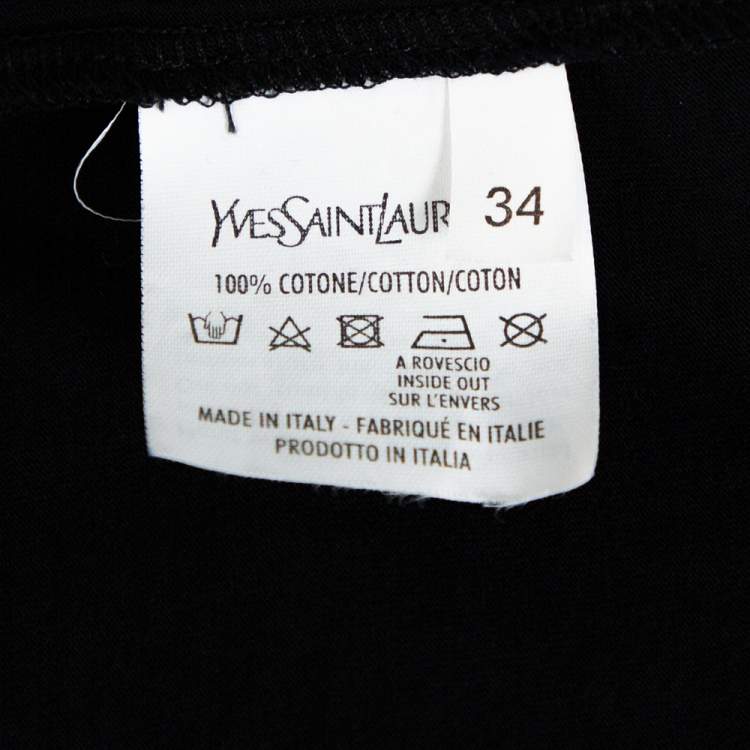 YVESSAINTLAUR 34
100% COTONE/COTTON/COTON
A ROVESCIO
INSIDE OUT
SUR L'ENVERS
MADE IN ITALY - FABRIQUÉ EN ITALIE
PRODOTTO IN ITALIA